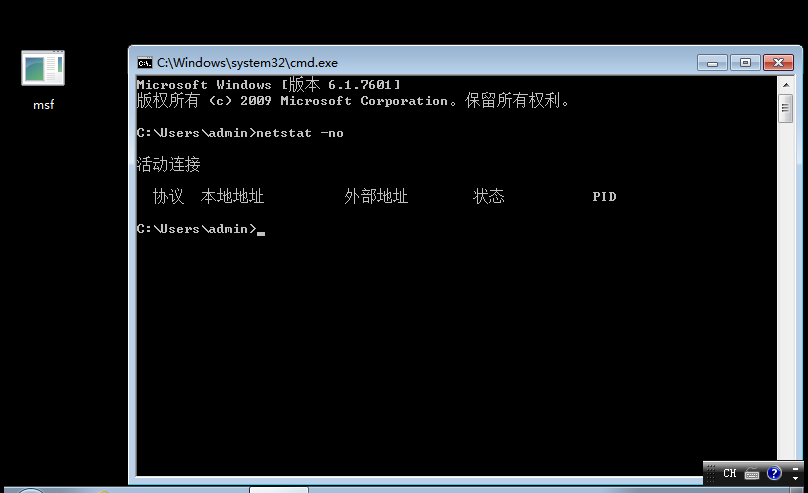 C:\Windows\system32\cmd.exe
msf
Microsoft Windows [版本 6.1.7601]
版权所有 (c) 2009 Microsoft Corporation。保留所有权利。
C:\Users\admin>netstat -no
活动连接
协议 本地地址 外部地址 状态 PID
C:\Users\admin>
CH